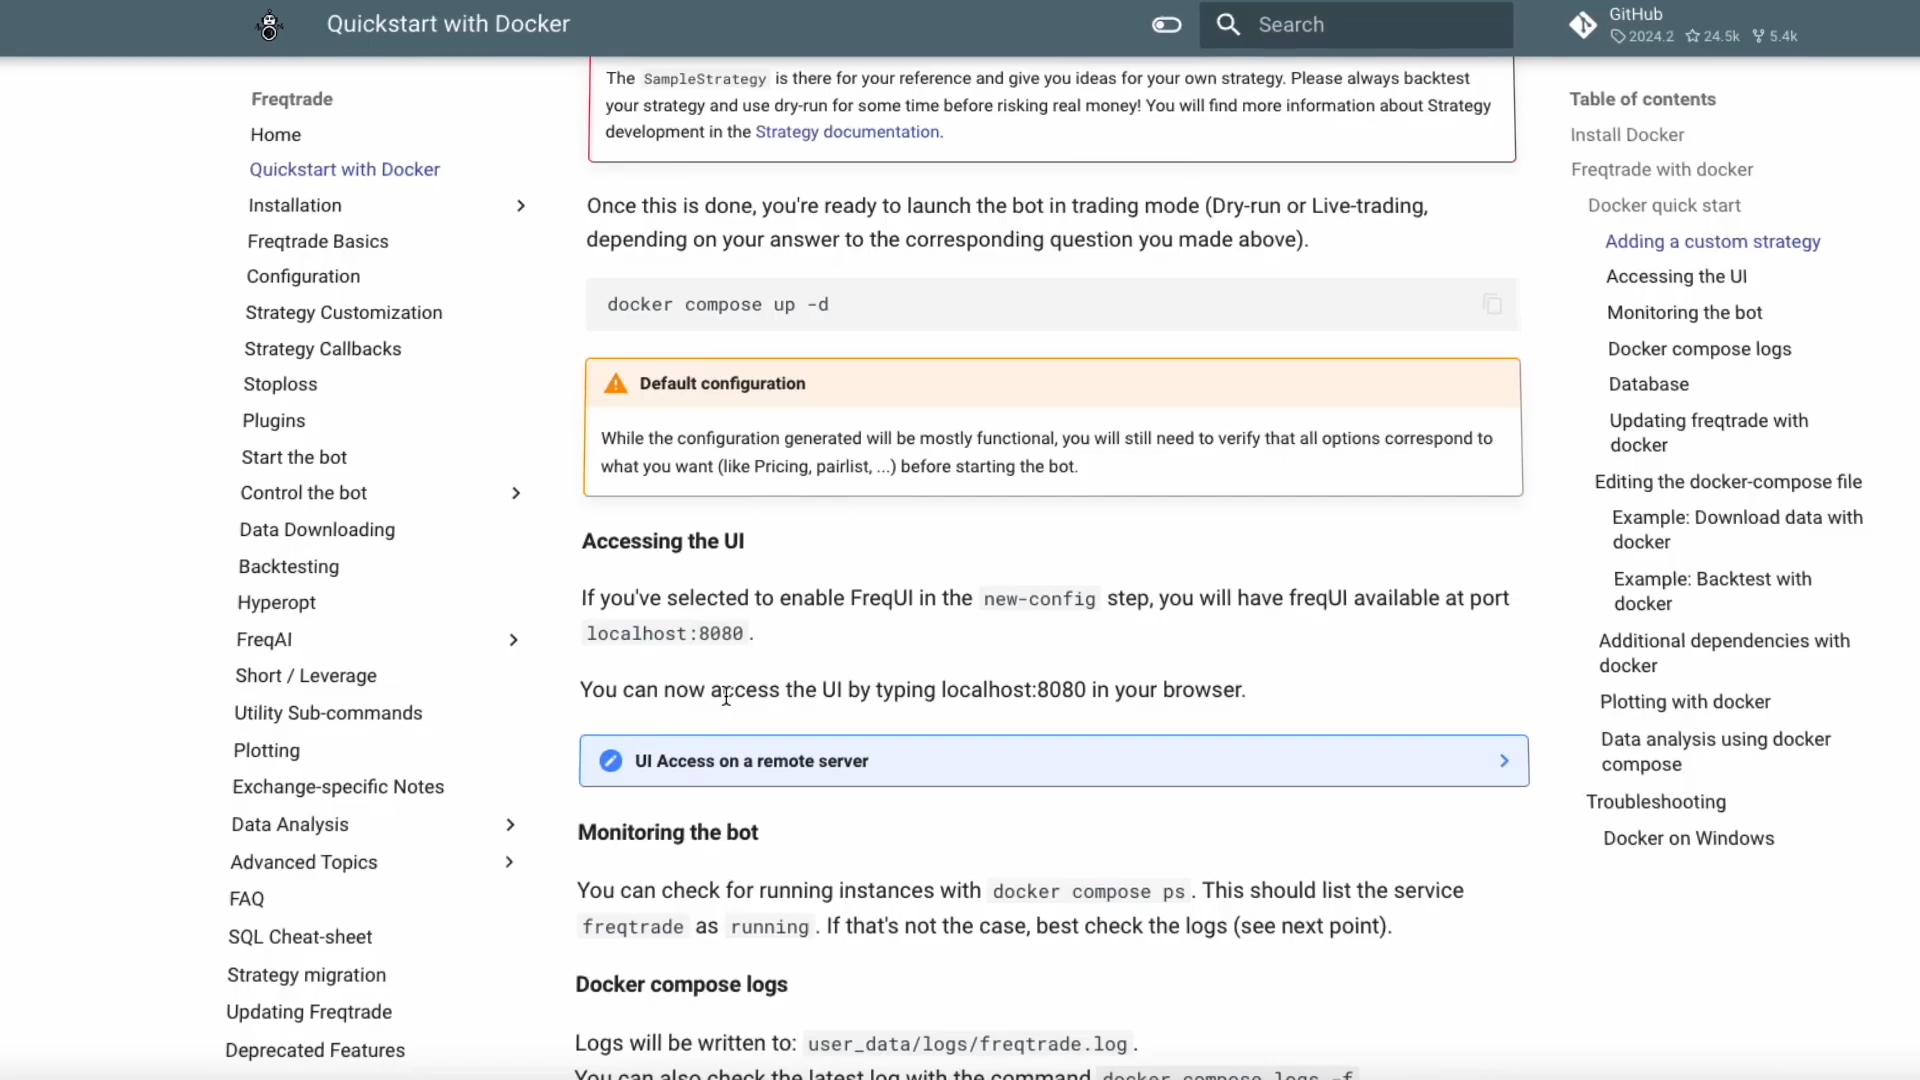 Quickstart with Docker
Search
GitHub
2024.2 24.5k 5.4k
Freqtrade
Home
Quickstart with Docker
Installation
Freqtrade Basics
Configuration
Strategy Customization
Strategy Callbacks
Stoploss
Plugins
Start the bot
Control the bot
Data Downloading
Backtesting
Hyperopt
FreqAI
Short / Leverage
Utility Sub-commands
Plotting
Exchange-specific Notes
Data Analysis
Advanced Topics
FAQ
SQL Cheat-sheet
Strategy migration
Updating Freqtrade
Deprecated Features
The SampleStrategy is there for your reference and give you ideas for your own strategy. Please always backtest
your strategy and use dry-run for some time before risking real money! You will find more information about Strategy
development in the Strategy documentation.
Once this is done, you're ready to launch the bot in trading mode (Dry-run or Live-trading,
depending on your answer to the corresponding question you made above).
docker compose up -d
Default configuration
While the configuration generated will be mostly functional, you will still need to verify that all options correspond to
what you want (like Pricing, pairlist, ...) before starting the bot.
Accessing the UI
If you've selected to enable FreqUI in the new-config step, you will have freqUI available at port
localhost:8080.
You can now access the UI by typing localhost:8080 in your browser.
UI Access on a remote server
Monitoring the bot
You can check for running instances with docker compose ps. This should list the service
freqtrade as running. If that's not the case, best check the logs (see next point).
Docker compose logs
Logs will be written to: user_data/logs/freqtrade.log.
You can also check the latest log with the command docker compose logs -f
Table of contents
Install Docker
Freqtrade with docker
Docker quick start
Adding a custom strategy
Accessing the UI
Monitoring the bot
Docker compose logs
Database
Updating freqtrade with
docker
Editing the docker-compose file
Example: Download data with
docker
Example: Backtest with
docker
Additional dependencies with
docker
Plotting with docker
Data analysis using docker
compose
Troubleshooting
Docker on Windows